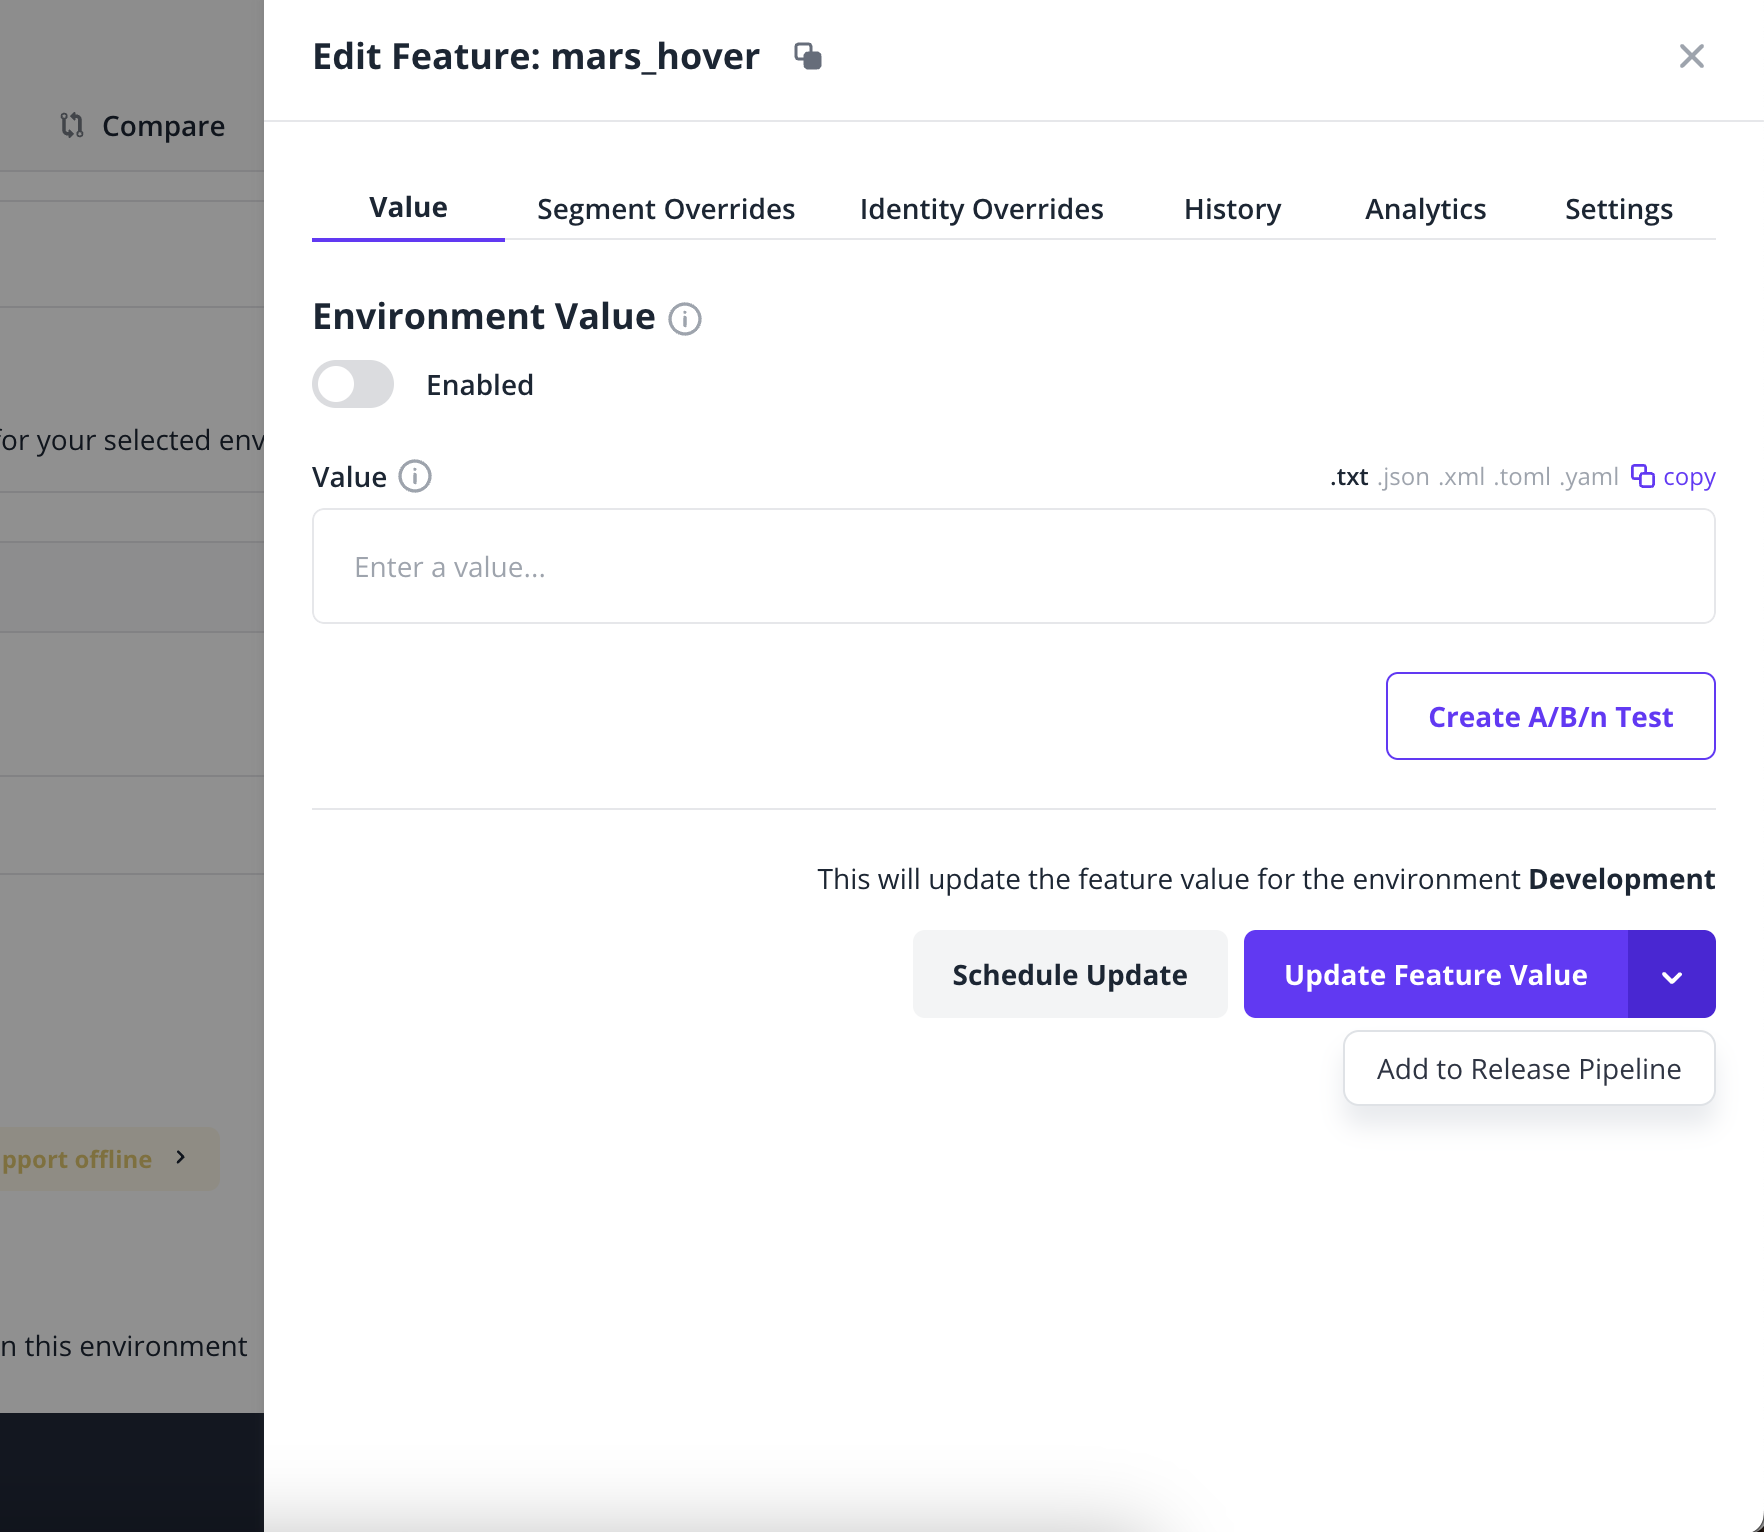 Edit Feature: mars_hover
Compare
Value
Segment Overrides
Identity Overrides
History
Analytics
Settings
Environment Value
Enabled
for your selected env
Value
.txt .json .xml .toml .yaml copy
Enter a value...
Create A/B/n Test
This will update the feature value for the environment Development
Schedule Update
Update Feature Value
Add to Release Pipeline
pport offline
n this environment